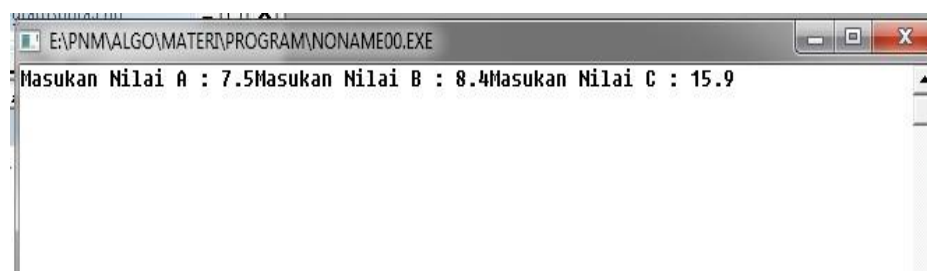 E:\PNM\ALGO\MATERI\PROGRAM\NONAME00.EXE
Masukan Nilai A : 7.5Masukan Nilai B : 8.4Masukan Nilai C : 15.9